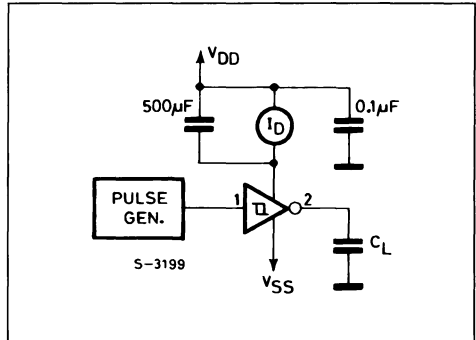 VDD
500µF
ID
0.1µF
PULSE
GEN.
1
2
CL
S-3199
VSS